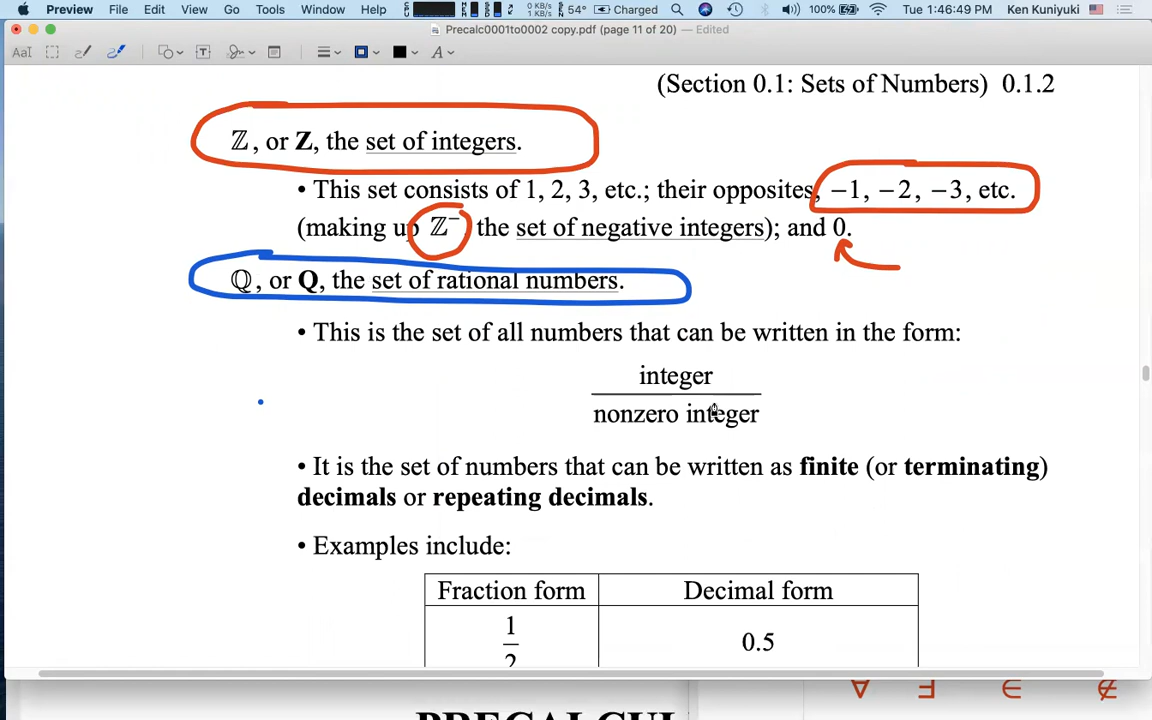 Preview File Edit View Go Tools Window Help 0 KB/s 1 KB/s 54° Charged 100% Tue 1:46:49 PM Ken Kuniyuki
Precalc0001to0002 copy.pdf (page 11 of 20) — Edited
(Section 0.1: Sets of Numbers) 0.1.2
ℤ, or Z, the set of integers.
• This set consists of 1, 2, 3, etc.; their opposites, −1, −2, −3, etc.
(making up ℤ⁻, the set of negative integers); and 0.
ℚ, or Q, the set of rational numbers.
• This is the set of all numbers that can be written in the form:
integer
nonzero integer
• It is the set of numbers that can be written as finite (or terminating)
decimals or repeating decimals.
• Examples include:
Fraction form Decimal form
1
2
0.5
∀ ∃ ∈ ∉